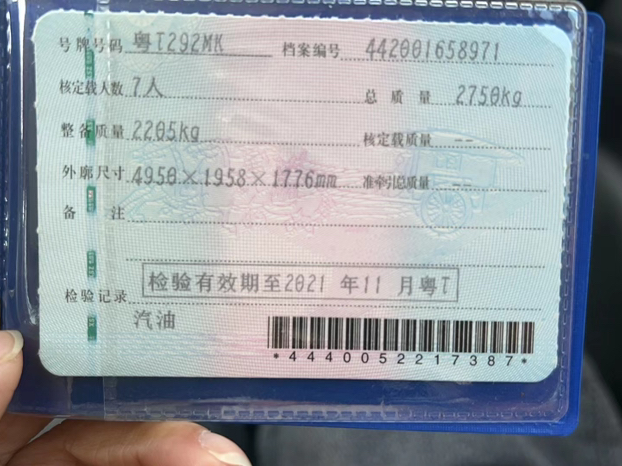 号牌号码 粤T292MK 档案编号 442001658971
核定载人数 7人 总质量 2750kg
整备质量 2205kg 核定载质量 --
外廓尺寸 4950×1958×1776mm 准牵引总质量 --
备注
检验记录 检验有效期至2021年11月粤T
汽油
*4440052217387*